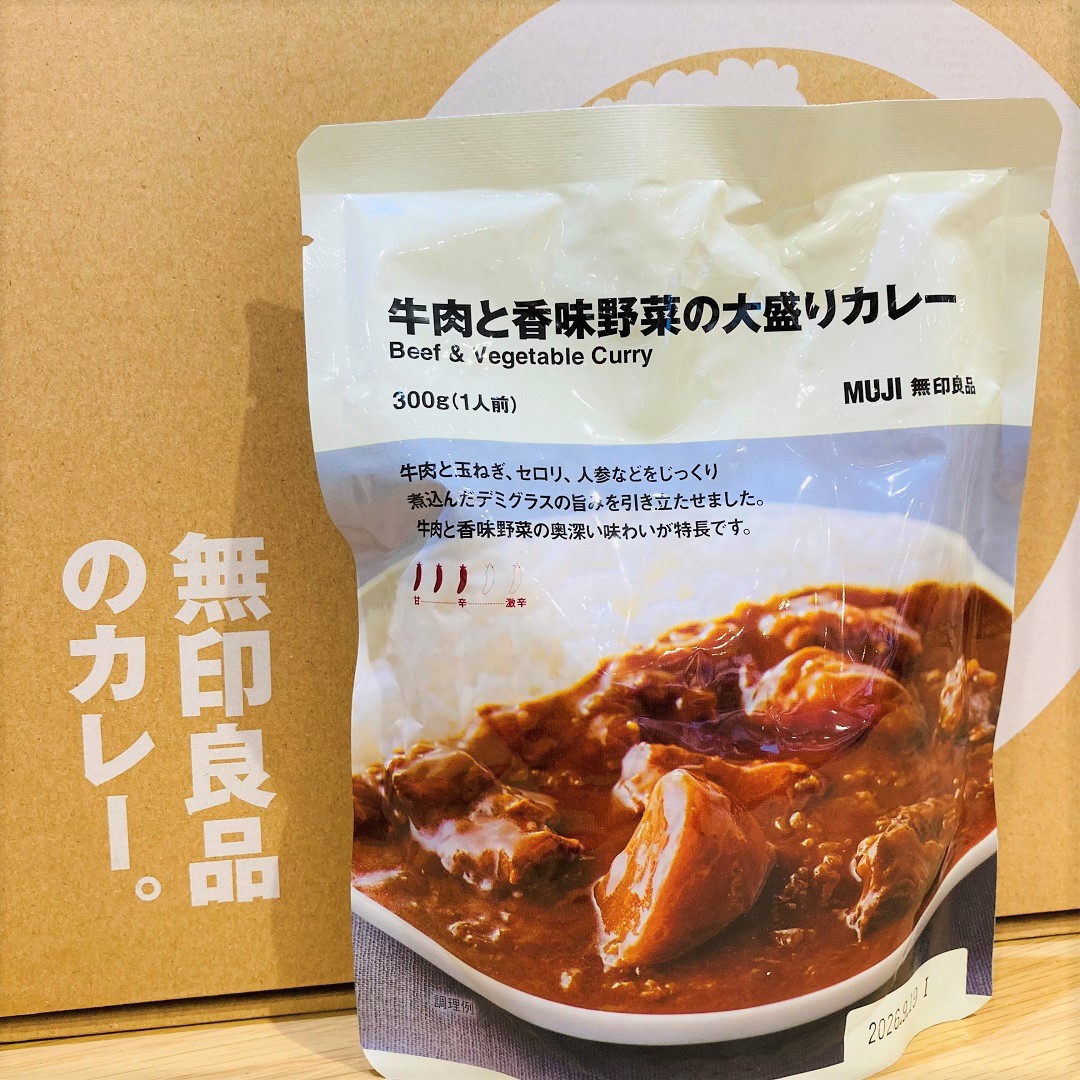 牛肉と香味野菜の大盛りカレー
Beef & Vegetable Curry
300g(1人前)
MUJI 無印良品
牛肉と玉ねぎ、セロリ、人参などをじっくり
煮込んだデミグラスの旨みを引き立たせました。
牛肉と香味野菜の奥深い味わいが特長です。
甘 辛 激辛
調理例
2026.9.19 I
無印良品
のカレー。